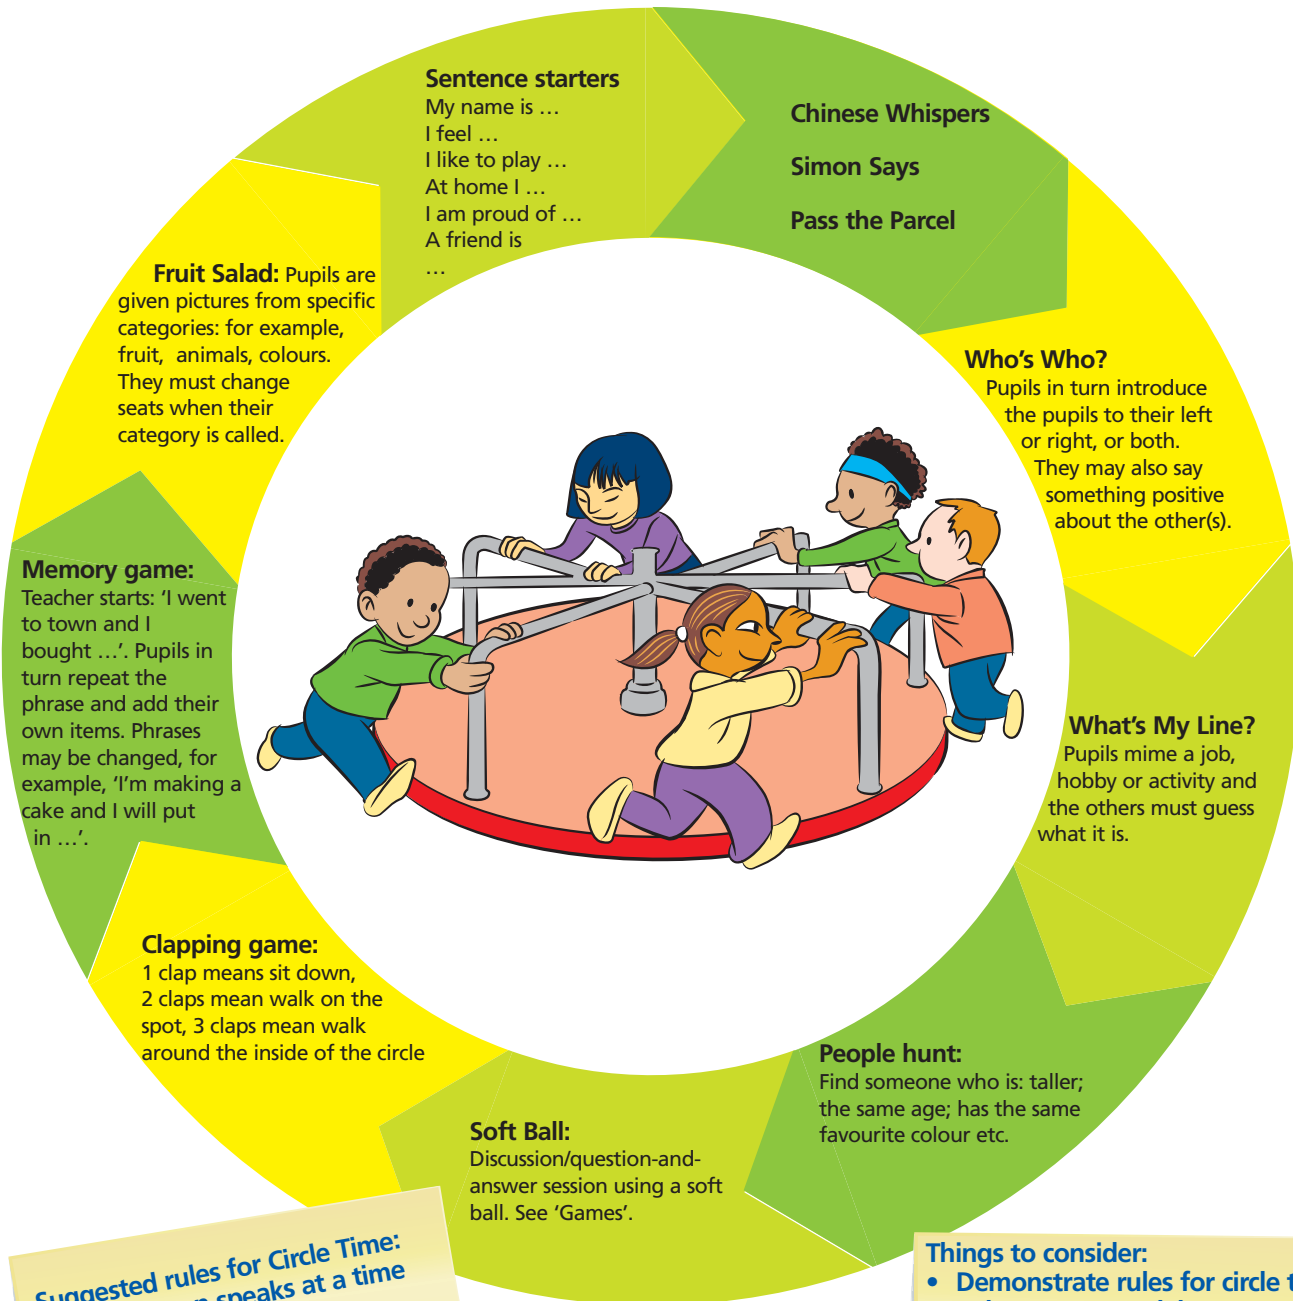 Sentence starters
My name is …
I feel …
I like to play …
At home I …
I am proud of …
A friend is
…
Chinese Whispers
Simon Says
Pass the Parcel
Who's Who?
Pupils in turn introduce
the pupils to their left
or right, or both.
They may also say
something positive
about the other(s).
What's My Line?
Pupils mime a job,
hobby or activity and
the others must guess
what it is.
People hunt:
Find someone who is: taller;
the same age; has the same
favourite colour etc.
Soft Ball:
Discussion/question-and-
answer session using a soft
ball. See ‘Games’.
Clapping game:
1 clap means sit down,
2 claps mean walk on the
spot, 3 claps mean walk
around the inside of the circle
Memory game:
Teacher starts: ‘I went
to town and I
bought …’. Pupils in
turn repeat the
phrase and add their
own items. Phrases
may be changed, for
example, ‘I’m making a
cake and I will put
in …’.
Fruit Salad: Pupils are
given pictures from specific
categories: for example,
fruit, animals, colours.
They must change
seats when their
category is called.
Suggested rules for Circle Time:
speaks at a time
Things to consider:
• Demonstrate rules for circle